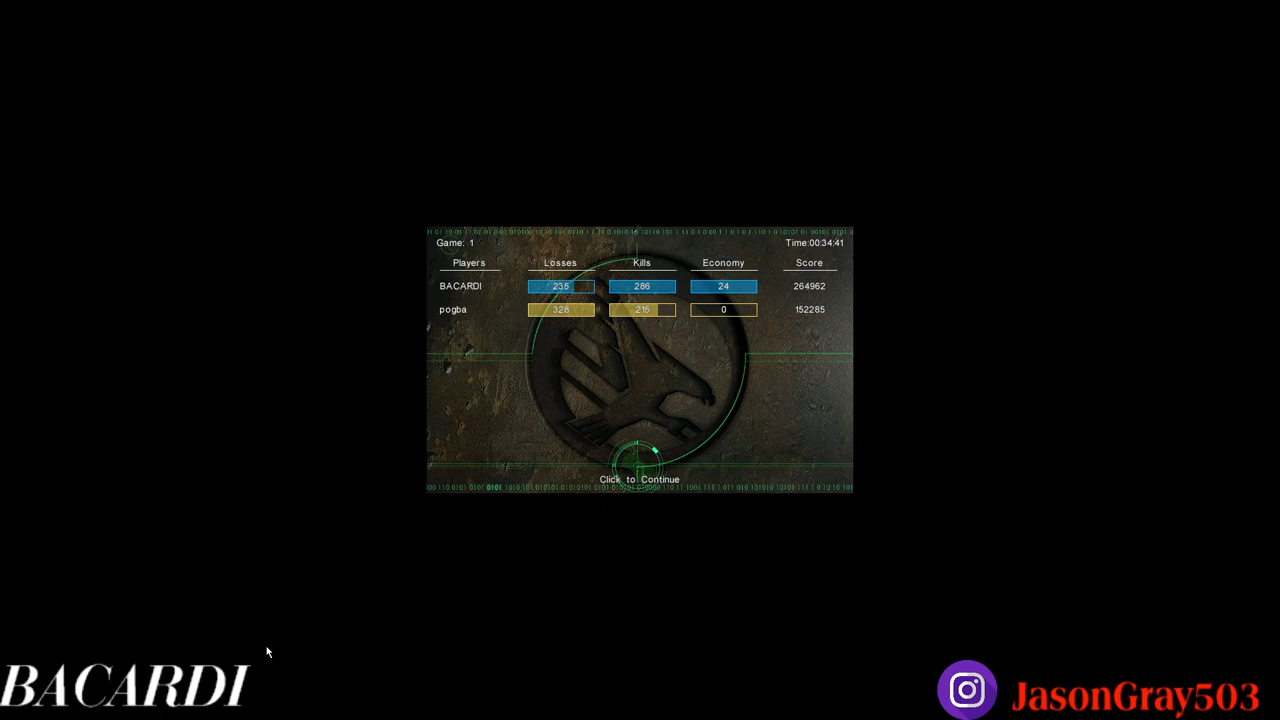 Game: 1 Time:00:34:41
Players Losses Kills Economy Score
BACARDI 235 286 24 264962
pogba 328 215 0 152285
Click to Continue
BACARDI
JasonGray503